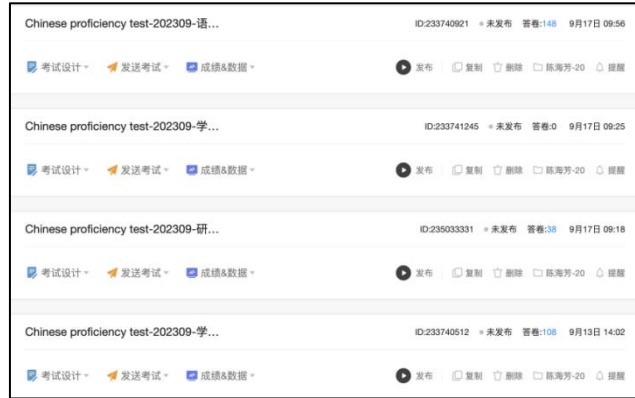 Chinese proficiency test-202309-语... ID:233740921 未发布 答卷:148 9月17日 09:56
考试设计 发送考试 成绩&数据 发布 复制 删除 陈海芳-20 提醒
Chinese proficiency test-202309-学... ID:233741245 未发布 答卷:0 9月17日 09:25
考试设计 发送考试 成绩&数据 发布 复制 删除 陈海芳-20 提醒
Chinese proficiency test-202309-研... ID:235033331 未发布 答卷:38 9月17日 09:18
考试设计 发送考试 成绩&数据 发布 复制 删除 陈海芳-20 提醒
Chinese proficiency test-202309-学... ID:233740512 未发布 答卷:108 9月13日 14:02
考试设计 发送考试 成绩&数据 发布 复制 删除 陈海芳-20 提醒